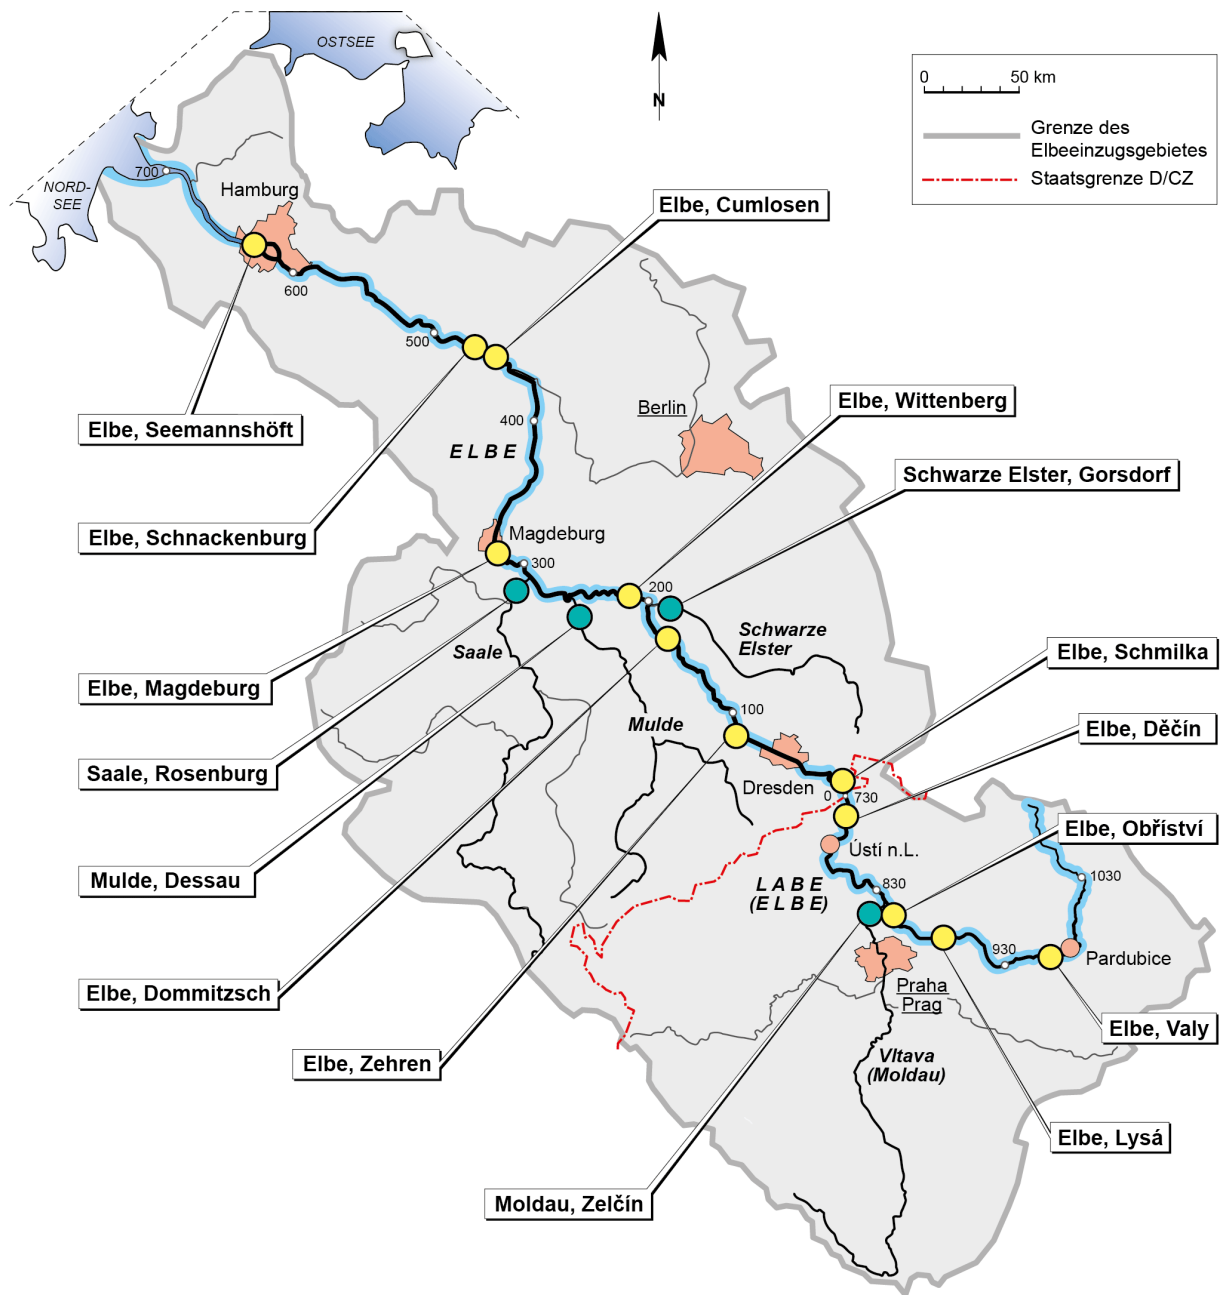 OSTSEE
0
50 km
N
Grenze des
Elbeeinzugsgebietes
Staatsgrenze D/CZ
700
NORD-
SEE
Hamburg
Elbe, Cumlosen
600
500
Berlin
Elbe, Wittenberg
400
Elbe, Seemannshöft
ELBE
Schwarze Elster, Gorsdorf
Elbe, Schnackenburg
Magdeburg
300
200
Schwarze
Elster
Saale
Elbe, Schmilka
Elbe, Magdeburg
100
Mulde
Elbe, Děčín
Saale, Rosenburg
Dresden
0
730
Elbe, Obříství
Ústí n.L.
Mulde, Dessau
LABE
(ELBE)
830
1030
930
Pardubice
Elbe, Dommitzsch
Praha
Prag
Elbe, Valy
Elbe, Zehren
Vltava
(Moldau)
Elbe, Lysá
Moldau, Zelčín